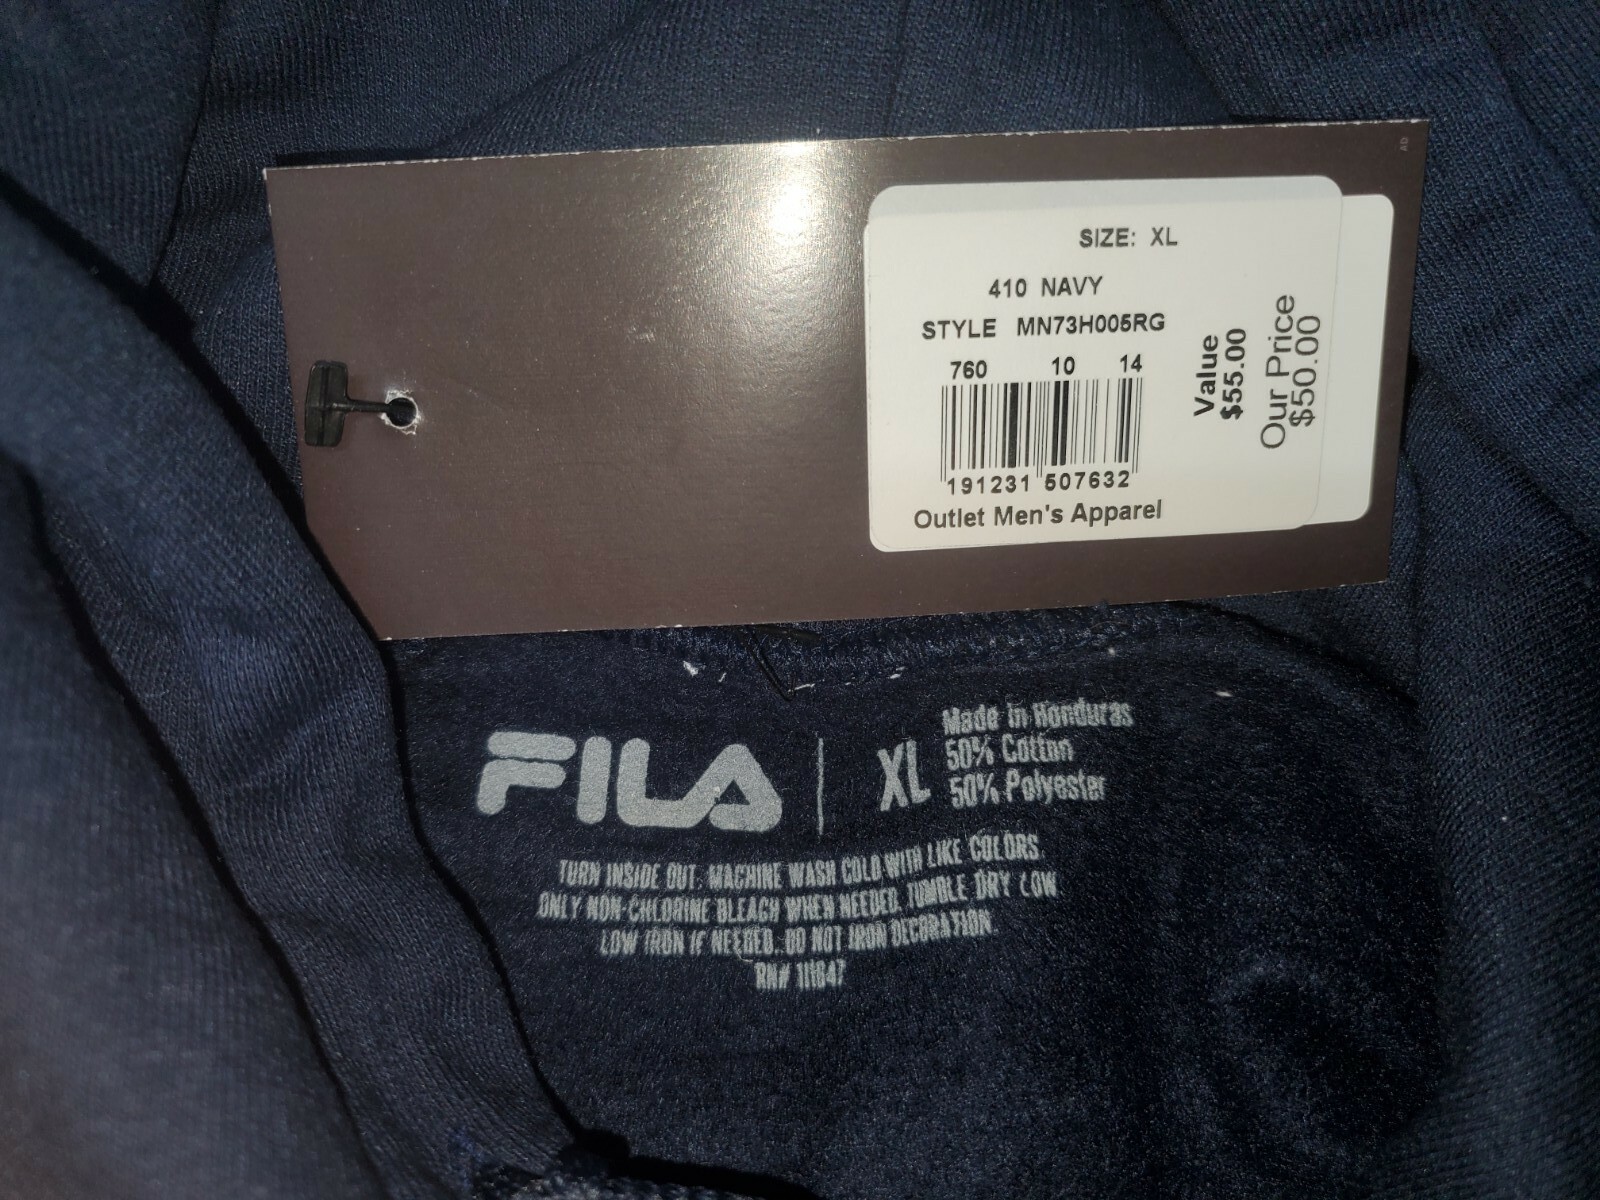 SIZE: XL
410 NAVY
STYLE MN73H005RG
760 10 14
191231 507632
Outlet Men's Apparel
Value
$55.00
Our Price
$50.00
FILA
XL
Made in Honduras
50% Cotton
50% Polyester
TURN INSIDE OUT. MACHINE WASH COLD WITH LIKE COLORS.
ONLY NON-CHLORINE BLEACH WHEN NEEDED. TUMBLE DRY LOW
LOW IRON IF NEEDED. DO NOT IRON DECORATION.
RN# 111647